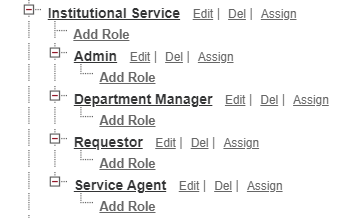 Institutional Service Edit | Del | Assign
Add Role
Admin Edit | Del | Assign
Add Role
Department Manager Edit | Del | Assign
Add Role
Requestor Edit | Del | Assign
Add Role
Service Agent Edit | Del | Assign
Add Role